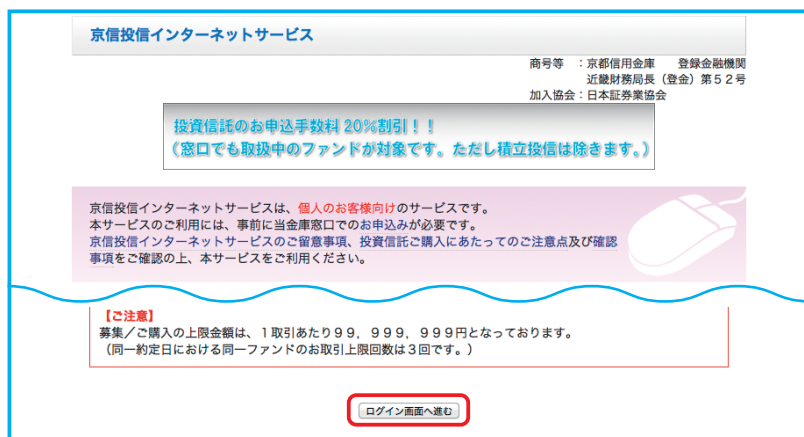 京信投信インターネットサービス
商号等　：京都信用金庫　　登録金融機関
近畿財務局長（登金）第５２号
加入協会：日本証券業協会
投資信託のお申込手数料 20%割引！！
（窓口でも取扱中のファンドが対象です。ただし積立投信は除きます。）
京信投信インターネットサービスは、個人のお客様向けのサービスです。
本サービスのご利用には、事前に当金庫窓口でのお申込みが必要です。
京信投信インターネットサービスのご留意事項、投資信託ご購入にあたってのご注意点及び確認
事項をご確認の上、本サービスをご利用ください。
【ご注意】
募集／ご購入の上限金額は、１取引あたり９９，９９９，９９９円となっております。
（同一約定日における同一ファンドのお取引上限回数は３回です。）
ログイン画面へ進む